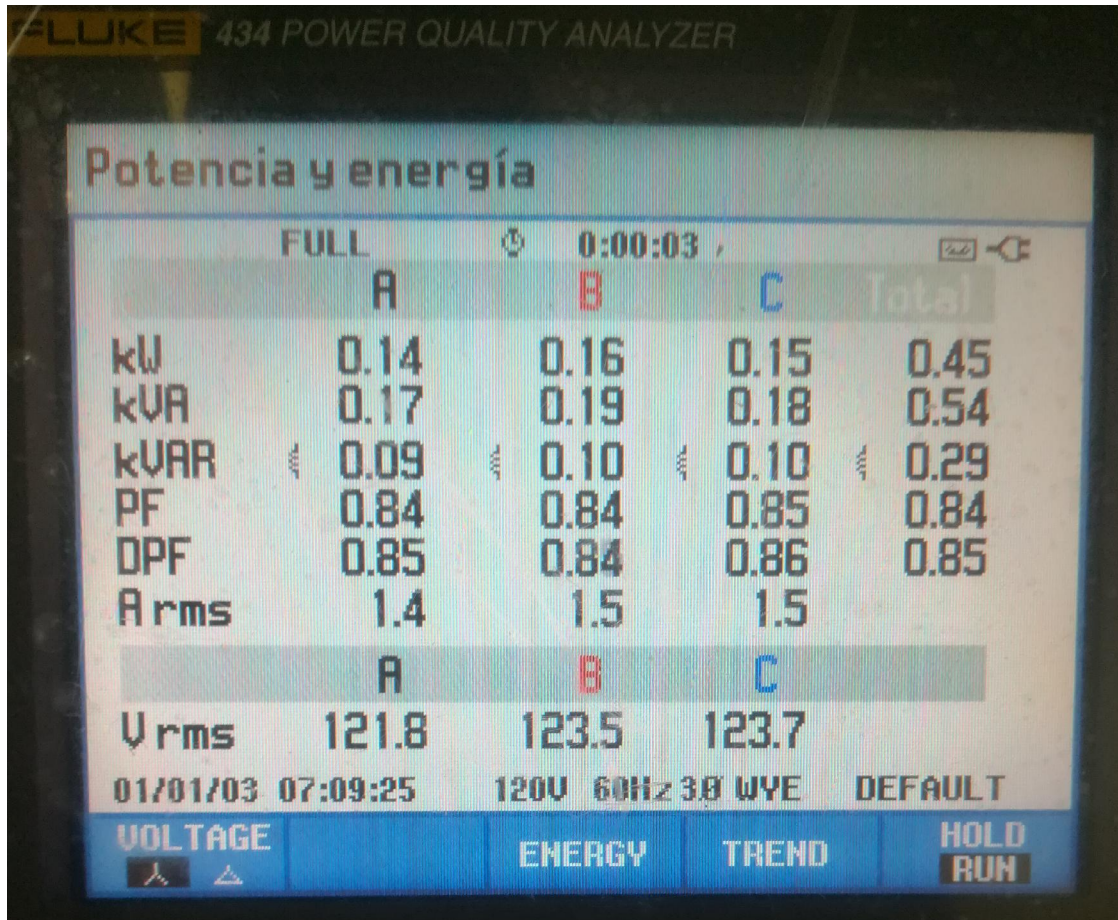 FLUKE 434 POWER QUALITY ANALYZER
Potencia y energía
FULL 0:00:03
A B C Total
kW 0.14 0.16 0.15 0.45
kVA 0.17 0.19 0.18 0.54
kVAR 0.09 0.10 0.10 0.29
PF 0.84 0.84 0.85 0.84
DPF 0.85 0.84 0.86 0.85
A rms 1.4 1.5 1.5
A B C
V rms 121.8 123.5 123.7
01/01/03 07:09:25 120V 60Hz 3Ø WYE DEFAULT
VOLTAGE ENERGY TREND HOLD
RUN